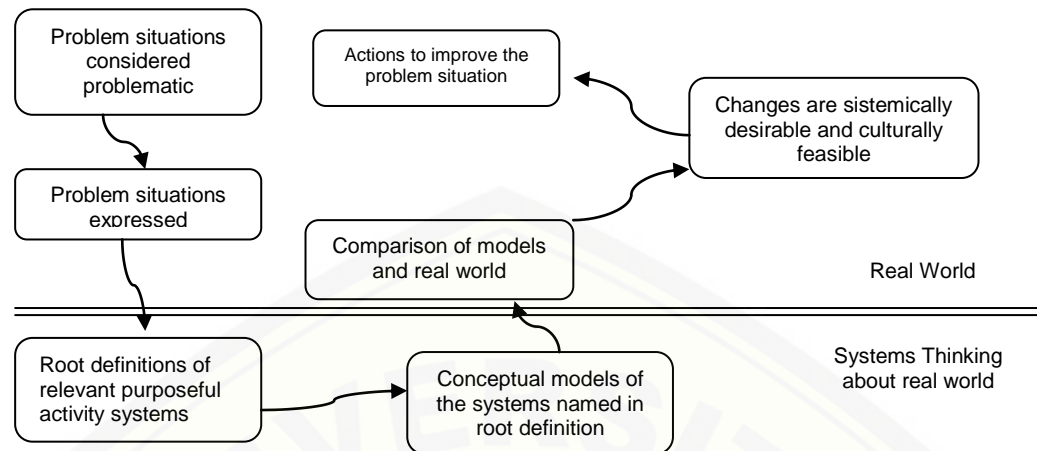 Problem situations
considered
problematic
Problem situations
expressed
Root definitions of
relevant purposeful
activity systems
Conceptual models of
the systems named in
root definition
Comparison of models
and real world
Changes are sistemically
desirable and culturally
feasible
Actions to improve the
problem situation
Real World
Systems Thinking
about real world